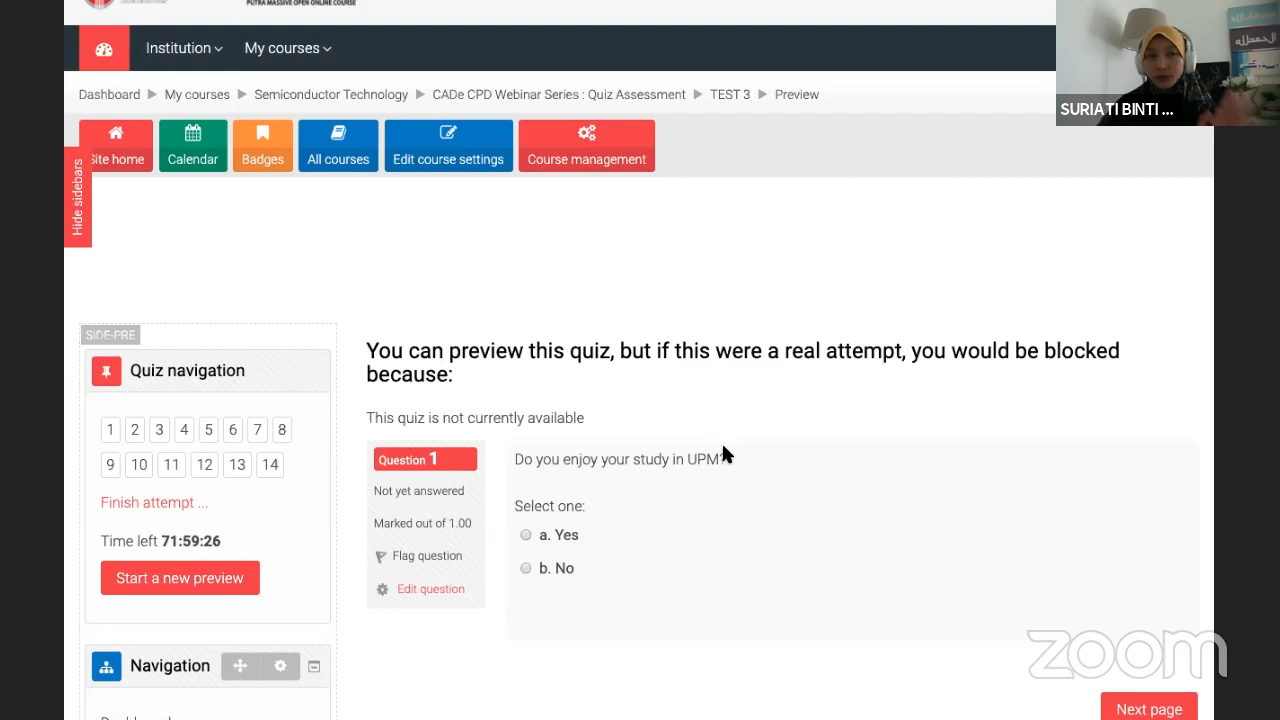 PUTRA MASSIVE OPEN ONLINE COURSE
Institution
My courses
Dashboard
My courses
Semiconductor Technology
CADe CPD Webinar Series : Quiz Assessment
TEST 3
Preview
SURIATI BINTI ...
Site home
Calendar
Badges
All courses
Edit course settings
Course management
Hide sidebars
SIDE-PRE
Quiz navigation
1 2 3 4 5 6 7 8
9 10 11 12 13 14
Finish attempt ...
Time left 71:59:26
Start a new preview
Navigation
You can preview this quiz, but if this were a real attempt, you would be blocked
because:
This quiz is not currently available
Question 1
Not yet answered
Marked out of 1.00
Flag question
Edit question
Do you enjoy your study in UPM?
Select one:
a. Yes
b. No
zoom
Next page